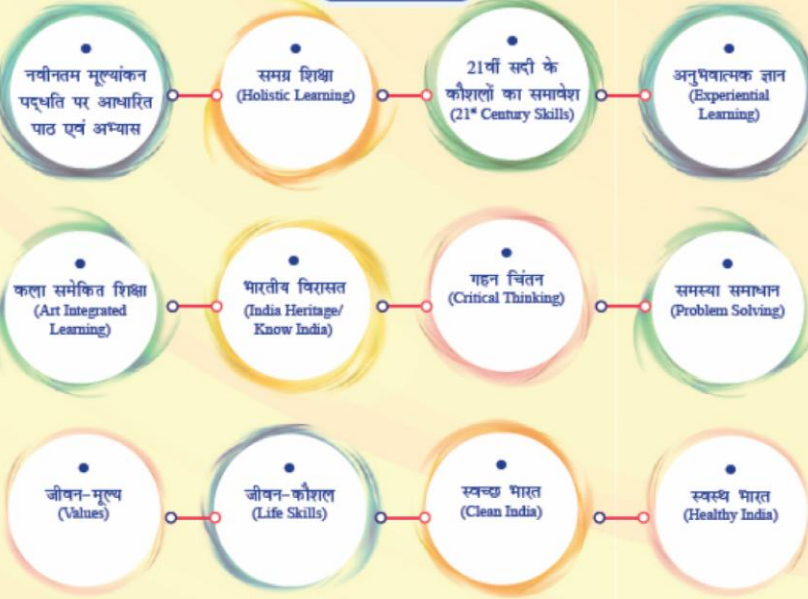 नवीनतम मूल्यांकन
पद्धति पर आधारित
पाठ एवं अभ्यास
समग्र शिक्षा
(Holistic Learning)
21वीं सदी के
कौशलों का समावेश
(21st Century Skills)
अनुभवात्मक ज्ञान
(Experiential
Learning)
कला समेकित शिक्षा
(Art Integrated
Learning)
भारतीय विरासत
(India Heritage/
Know India)
गहन चिंतन
(Critical Thinking)
समस्या समाधान
(Problem Solving)
जीवन-मूल्य
(Values)
जीवन-कौशल
(Life Skills)
स्वच्छ भारत
(Clean India)
स्वस्थ भारत
(Healthy India)